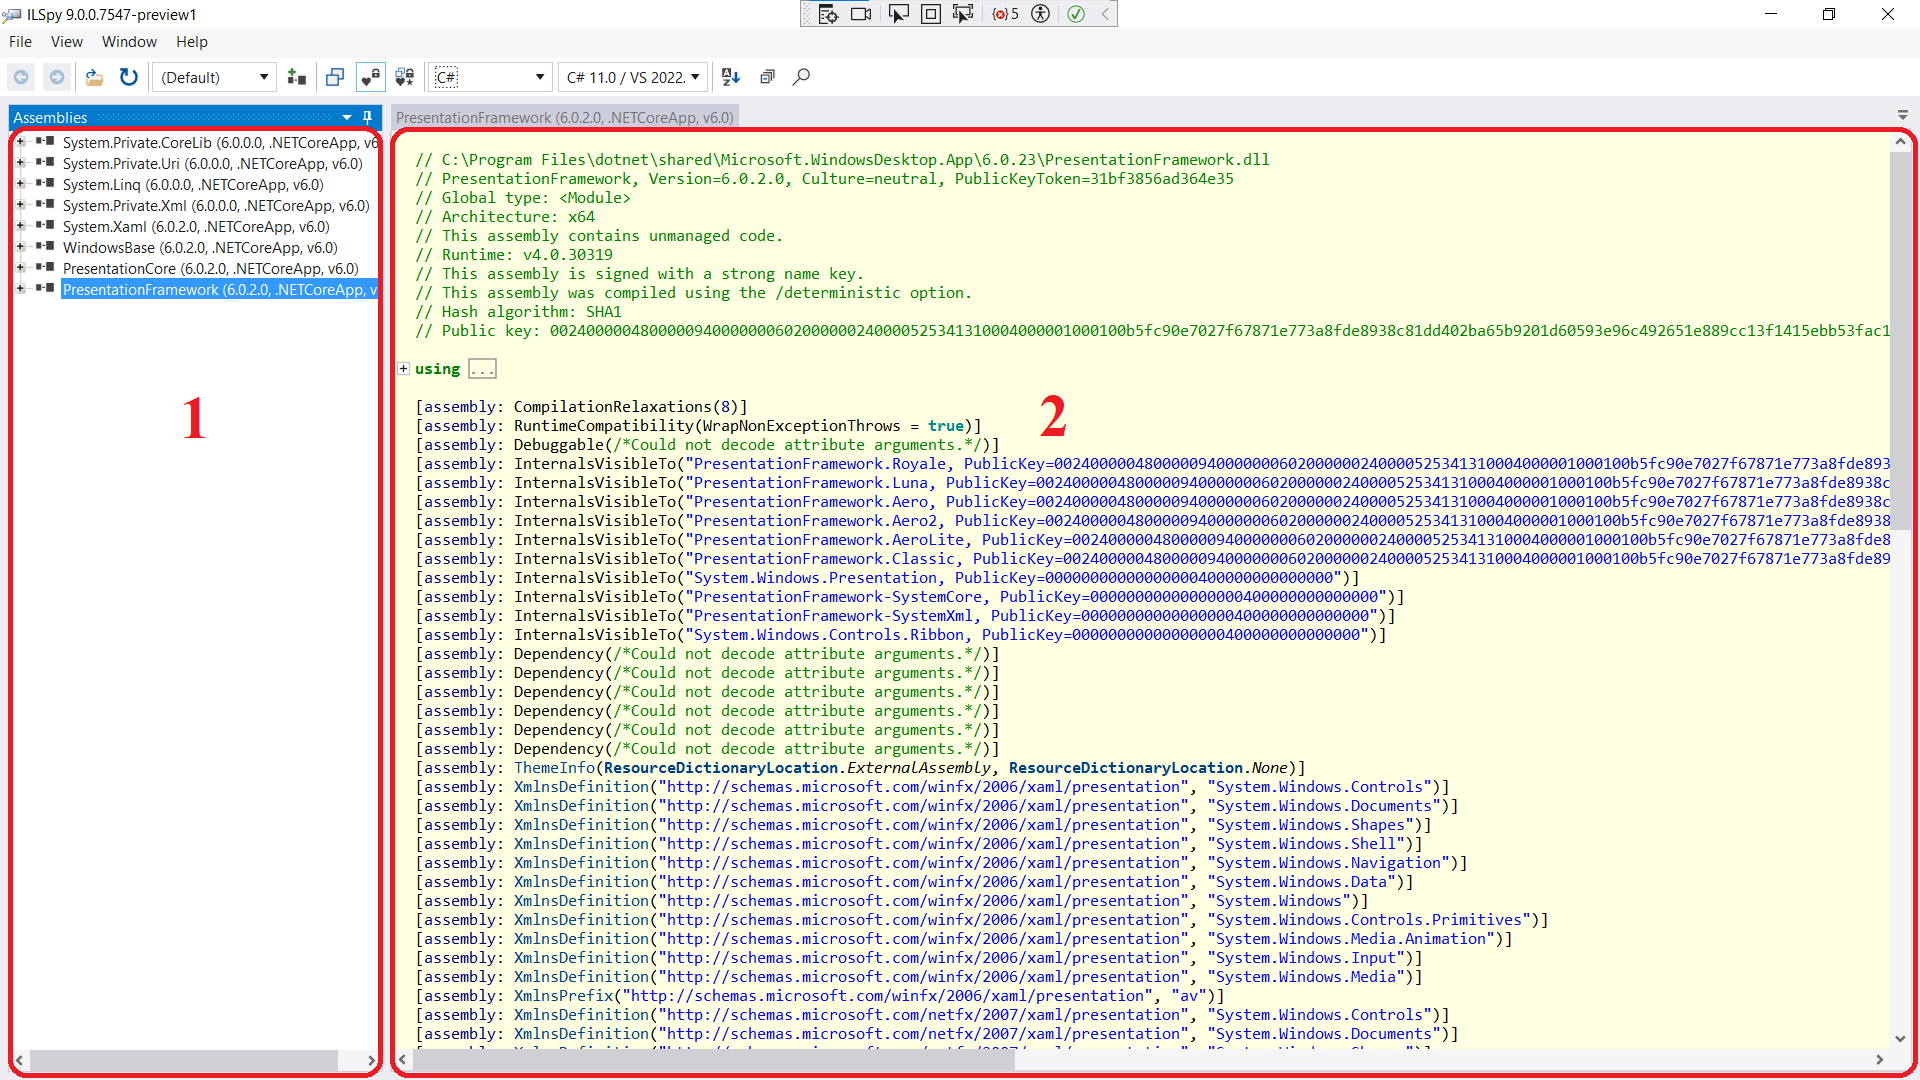 ILSpy 9.0.0.7547-preview1
5
File View Window Help
(Default) C# C# 11.0 / VS 2022.
Assemblies
System.Private.CoreLib (6.0.0.0, .NETCoreApp, v6
System.Private.Uri (6.0.0.0, .NETCoreApp, v6.0)
System.Linq (6.0.0.0, .NETCoreApp, v6.0)
System.Private.Xml (6.0.0.0, .NETCoreApp, v6.0)
System.Xaml (6.0.2.0, .NETCoreApp, v6.0)
WindowsBase (6.0.2.0, .NETCoreApp, v6.0)
PresentationCore (6.0.2.0, .NETCoreApp, v6.0)
PresentationFramework (6.0.2.0, .NETCoreApp, v
1
PresentationFramework (6.0.2.0, .NETCoreApp, v6.0)
// C:\Program Files\dotnet\shared\Microsoft.WindowsDesktop.App\6.0.23\PresentationFramework.dll
// PresentationFramework, Version=6.0.2.0, Culture=neutral, PublicKeyToken=31bf3856ad364e35
// Global type: <Module>
// Architecture: x64
// This assembly contains unmanaged code.
// Runtime: v4.0.30319
// This assembly is signed with a strong name key.
// This assembly was compiled using the /deterministic option.
// Hash algorithm: SHA1
// Public key: 0024000004800000940000000602000000240000525341310004000001000100b5fc90e7027f67871e773a8fde8938c81dd402ba65b9201d60593e96c492651e889cc13f1415ebb53fac1
using ...
2
[assembly: CompilationRelaxations(8)]
[assembly: RuntimeCompatibility(WrapNonExceptionThrows = true)]
[assembly: Debuggable(/*Could not decode attribute arguments.*/)]
[assembly: InternalsVisibleTo("PresentationFramework.Royale, PublicKey=0024000004800000940000000602000000240000525341310004000001000100b5fc90e7027f67871e773a8fde893
[assembly: InternalsVisibleTo("PresentationFramework.Luna, PublicKey=0024000004800000940000000602000000240000525341310004000001000100b5fc90e7027f67871e773a8fde8938c
[assembly: InternalsVisibleTo("PresentationFramework.Aero, PublicKey=0024000004800000940000000602000000240000525341310004000001000100b5fc90e7027f67871e773a8fde8938c
[assembly: InternalsVisibleTo("PresentationFramework.Aero2, PublicKey=0024000004800000940000000602000000240000525341310004000001000100b5fc90e7027f67871e773a8fde8938
[assembly: InternalsVisibleTo("PresentationFramework.AeroLite, PublicKey=0024000004800000940000000602000000240000525341310004000001000100b5fc90e7027f67871e773a8fde8
[assembly: InternalsVisibleTo("PresentationFramework.Classic, PublicKey=0024000004800000940000000602000000240000525341310004000001000100b5fc90e7027f67871e773a8fde89
[assembly: InternalsVisibleTo("System.Windows.Presentation, PublicKey=00000000000000000400000000000000")]
[assembly: InternalsVisibleTo("PresentationFramework-SystemCore, PublicKey=00000000000000000400000000000000")]
[assembly: InternalsVisibleTo("PresentationFramework-SystemXml, PublicKey=00000000000000000400000000000000")]
[assembly: InternalsVisibleTo("System.Windows.Controls.Ribbon, PublicKey=00000000000000000400000000000000")]
[assembly: Dependency(/*Could not decode attribute arguments.*/)]
[assembly: Dependency(/*Could not decode attribute arguments.*/)]
[assembly: Dependency(/*Could not decode attribute arguments.*/)]
[assembly: Dependency(/*Could not decode attribute arguments.*/)]
[assembly: Dependency(/*Could not decode attribute arguments.*/)]
[assembly: Dependency(/*Could not decode attribute arguments.*/)]
[assembly: ThemeInfo(ResourceDictionaryLocation.ExternalAssembly, ResourceDictionaryLocation.None)]
[assembly: XmlnsDefinition("http://schemas.microsoft.com/winfx/2006/xaml/presentation", "System.Windows.Controls")]
[assembly: XmlnsDefinition("http://schemas.microsoft.com/winfx/2006/xaml/presentation", "System.Windows.Documents")]
[assembly: XmlnsDefinition("http://schemas.microsoft.com/winfx/2006/xaml/presentation", "System.Windows.Shapes")]
[assembly: XmlnsDefinition("http://schemas.microsoft.com/winfx/2006/xaml/presentation", "System.Windows.Shell")]
[assembly: XmlnsDefinition("http://schemas.microsoft.com/winfx/2006/xaml/presentation", "System.Windows.Navigation")]
[assembly: XmlnsDefinition("http://schemas.microsoft.com/winfx/2006/xaml/presentation", "System.Windows.Data")]
[assembly: XmlnsDefinition("http://schemas.microsoft.com/winfx/2006/xaml/presentation", "System.Windows")]
[assembly: XmlnsDefinition("http://schemas.microsoft.com/winfx/2006/xaml/presentation", "System.Windows.Controls.Primitives")]
[assembly: XmlnsDefinition("http://schemas.microsoft.com/winfx/2006/xaml/presentation", "System.Windows.Media.Animation")]
[assembly: XmlnsDefinition("http://schemas.microsoft.com/winfx/2006/xaml/presentation", "System.Windows.Input")]
[assembly: XmlnsDefinition("http://schemas.microsoft.com/winfx/2006/xaml/presentation", "System.Windows.Media")]
[assembly: XmlnsPrefix("http://schemas.microsoft.com/winfx/2006/xaml/presentation", "av")]
[assembly: XmlnsDefinition("http://schemas.microsoft.com/netfx/2007/xaml/presentation", "System.Windows.Controls")]
[assembly: XmlnsDefinition("http://schemas.microsoft.com/netfx/2007/xaml/presentation", "System.Windows.Documents")]